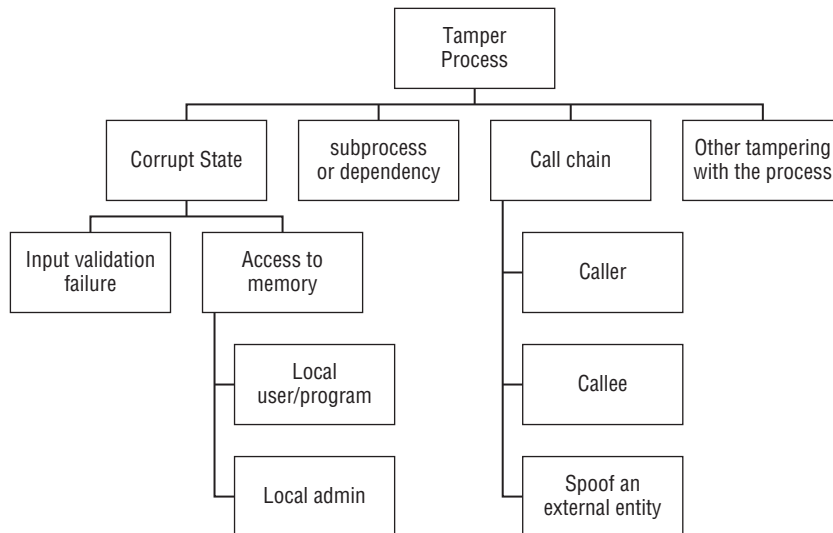 Tamper
Process
Corrupt State
subprocess
or dependency
Call chain
Other tampering
with the process
Input validation
failure
Access to
memory
Caller
Local
user/program
Callee
Local admin
Spoof an
external entity